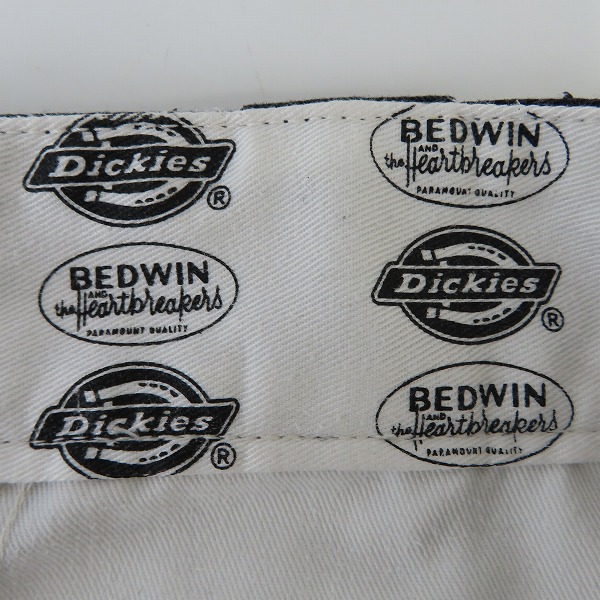 Dickies
®
BEDWIN
AND
the Heartbreakers
PARAMOUNT QUALITY
BEDWIN
AND
the Heartbreakers
PARAMOUNT QUALITY
Dickies
®
Dickies
®
BEDWIN
AND
the Heartbreakers
PARAMOUNT QUALITY